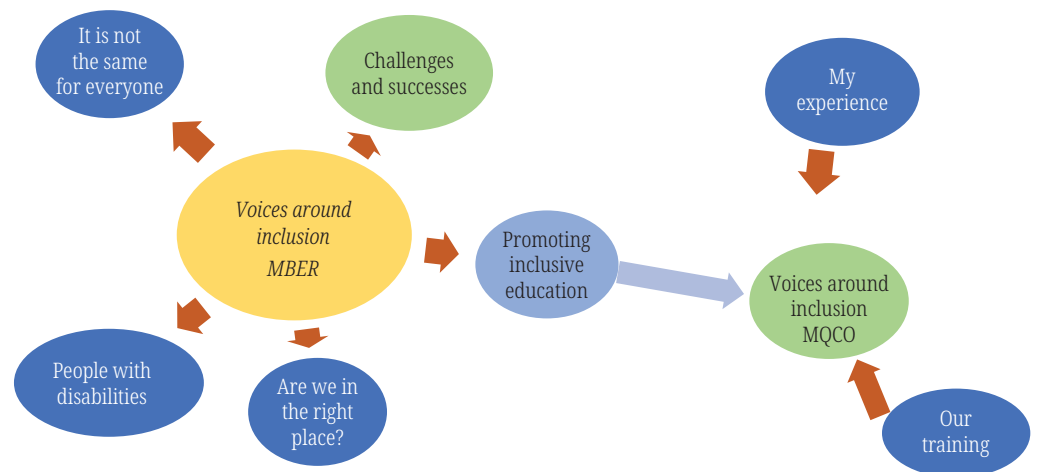 It is not
the same
for everyone
Challenges
and successes
My
experience
Voices around
inclusion
MBER
Promoting
inclusive
education
Voices around
inclusion
MQCO
People with
disabilities
Are we in
the right
place?
Our
training